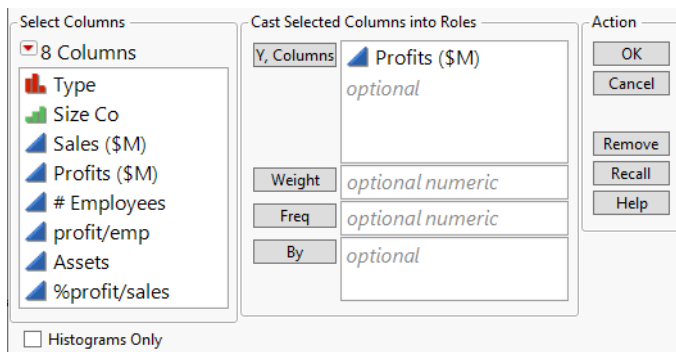 Select Columns
8 Columns
Type
Size Co
Sales ($M)
Profits ($M)
# Employees
profit/emp
Assets
%profit/sales
Histograms Only
Cast Selected Columns into Roles
Y, Columns
Profits ($M)
optional
Weight
optional numeric
Freq
optional numeric
By
optional
Action
OK
Cancel
Remove
Recall
Help